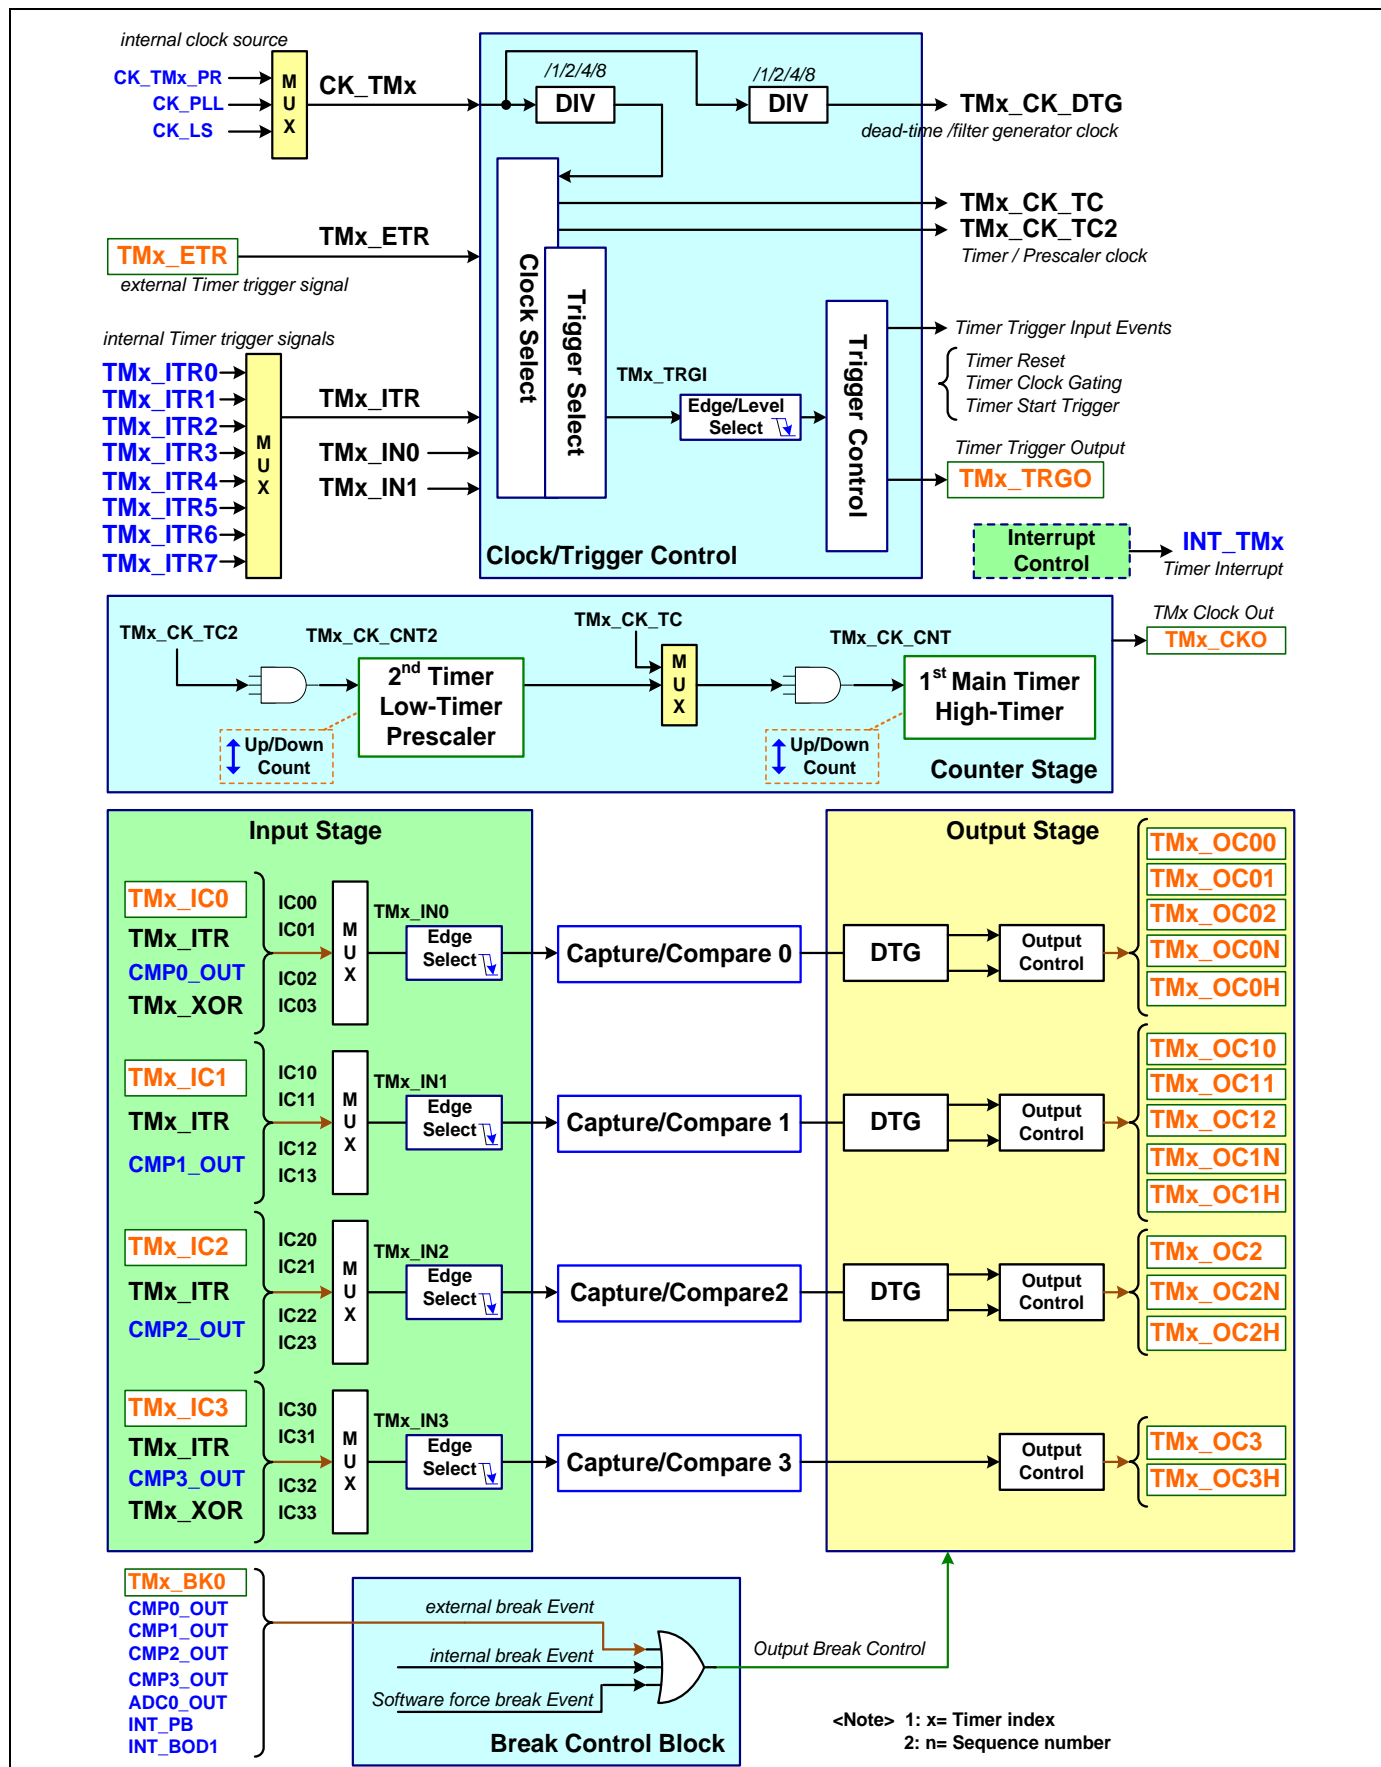 internal clock source
CK_TMx_PR
CK_PLL
CK_LS
M
U
X
CK_TMx
/1/2/4/8
DIV
/1/2/4/8
DIV
TMx_CK_DTG
dead-time /filter generator clock
TMx_CK_TC
TMx_CK_TC2
Timer / Prescaler clock
TMx_ETR
TMx_ETR
external Timer trigger signal
Clock Select
Trigger Select
TMx_TRGI
Edge/Level
Select
Trigger Control
Timer Trigger Input Events
Timer Reset
Timer Clock Gating
Timer Start Trigger
Timer Trigger Output
TMx_TRGO
internal Timer trigger signals
TMx_ITR0
TMx_ITR1
TMx_ITR2
TMx_ITR3
TMx_ITR4
TMx_ITR5
TMx_ITR6
TMx_ITR7
M
U
X
TMx_ITR
TMx_IN0
TMx_IN1
Clock/Trigger Control
Interrupt
Control
INT_TMx
Timer Interrupt
TMx_CK_TC2
TMx_CK_CNT2
2nd Timer
Low-Timer
Prescaler
Up/Down
Count
TMx_CK_TC
M
U
X
TMx_CK_CNT
1st Main Timer
High-Timer
Up/Down
Count
Counter Stage
TMx Clock Out
TMx_CKO
Input Stage
Output Stage
TMx_IC0
TMx_ITR
CMP0_OUT
TMx_XOR
IC00
IC01
IC02
IC03
M
U
X
TMx_IN0
Edge
Select
Capture/Compare 0
DTG
Output
Control
TMx_OC00
TMx_OC01
TMx_OC02
TMx_OC0N
TMx_OC0H
TMx_IC1
TMx_ITR
CMP1_OUT
IC10
IC11
IC12
IC13
M
U
X
TMx_IN1
Edge
Select
Capture/Compare 1
DTG
Output
Control
TMx_OC10
TMx_OC11
TMx_OC12
TMx_OC1N
TMx_OC1H
TMx_IC2
TMx_ITR
CMP2_OUT
IC20
IC21
IC22
IC23
M
U
X
TMx_IN2
Edge
Select
Capture/Compare2
DTG
Output
Control
TMx_OC2
TMx_OC2N
TMx_OC2H
TMx_IC3
TMx_ITR
CMP3_OUT
TMx_XOR
IC30
IC31
IC32
IC33
M
U
X
TMx_IN3
Edge
Select
Capture/Compare 3
Output
Control
TMx_OC3
TMx_OC3H
TMx_BK0
CMP0_OUT
CMP1_OUT
CMP2_OUT
CMP3_OUT
ADC0_OUT
INT_PB
INT_BOD1
external break Event
internal break Event
Software force break Event
Break Control Block
Output Break Control
<Note> 1: x= Timer index
2: n= Sequence number